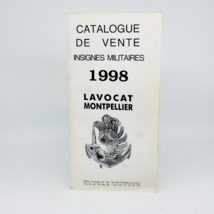 CATALOGUE
DE VENTE
INSIGNES MILITAIRES
1998
LAVOCAT
MONTPELLIER